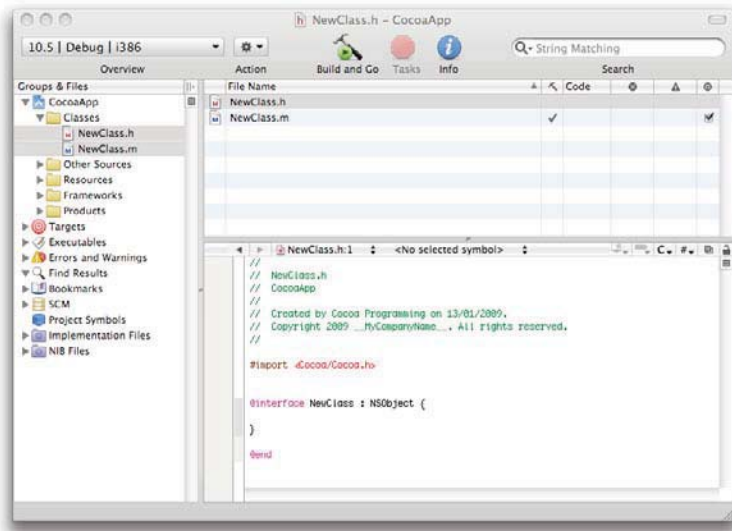 NewClass.h – CocoaApp
10.5 | Debug | i386
String Matching
Overview
Action
Build and Go
Tasks
Info
Search
Groups & Files
CocoaApp
Classes
NewClass.h
NewClass.m
Other Sources
Resources
Frameworks
Products
Targets
Executables
Errors and Warnings
Find Results
Bookmarks
SCM
Project Symbols
Implementation Files
NIB Files
File Name
Code
NewClass.h
NewClass.m
NewClass.h:1
<No selected symbol>
C
#
//
// NewClass.h
// CocoaApp
//
// Created by Cocoa Programming on 13/01/2009.
// Copyright 2009 __MyCompanyName__. All rights reserved.
//
#import <Cocoa/Cocoa.h>
@interface NewClass : NSObject {
}
@end